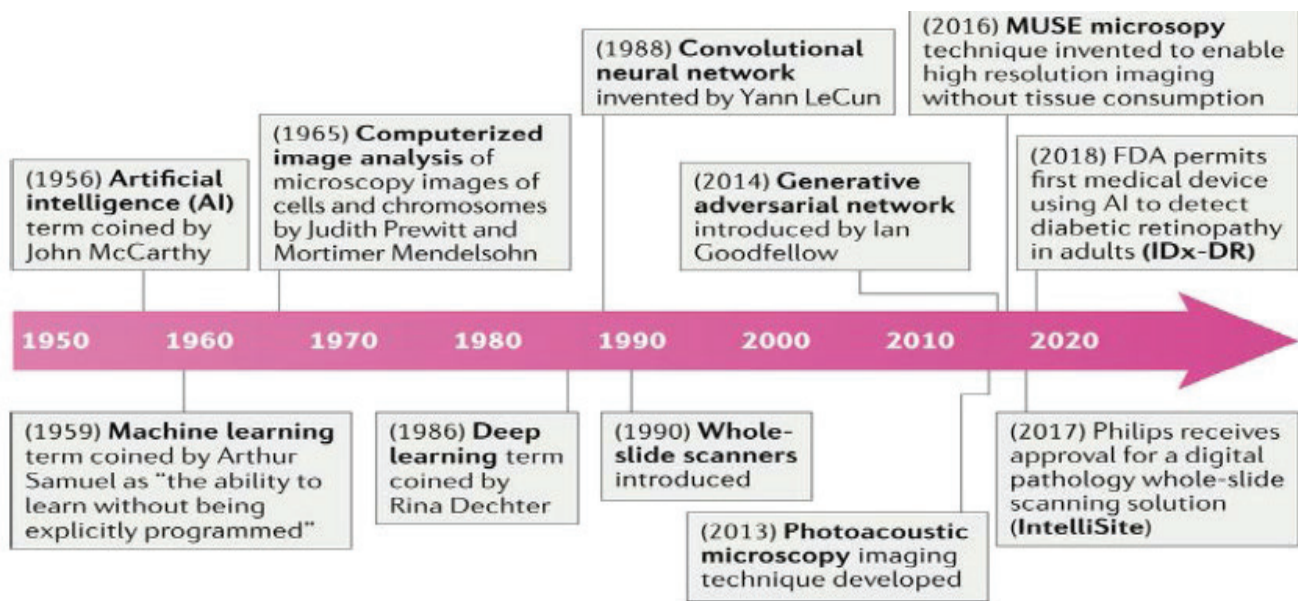 (1988) Convolutional
neural network
invented by Yann LeCun
(2016) MUSE microsopy
technique invented to enable
high resolution imaging
without tissue consumption
(1965) Computerized
image analysis of
microscopy images of
cells and chromosomes
by Judith Prewitt and
Mortimer Mendelsohn
(1956) Artificial
intelligence (AI)
term coined by
John McCarthy
(2014) Generative
adversarial network
introduced by Ian
Goodfellow
(2018) FDA permits
first medical device
using AI to detect
diabetic retinopathy
in adults (IDx-DR)
1950 1960 1970 1980 1990 2000 2010 2020
(1959) Machine learning
term coined by Arthur
Samuel as “the ability to
learn without being
explicitly programmed”
(1986) Deep
learning term
coined by
Rina Dechter
(1990) Whole-
slide scanners
introduced
(2013) Photoacoustic
microscopy imaging
technique developed
(2017) Philips receives
approval for a digital
pathology whole-slide
scanning solution
(IntelliSite)